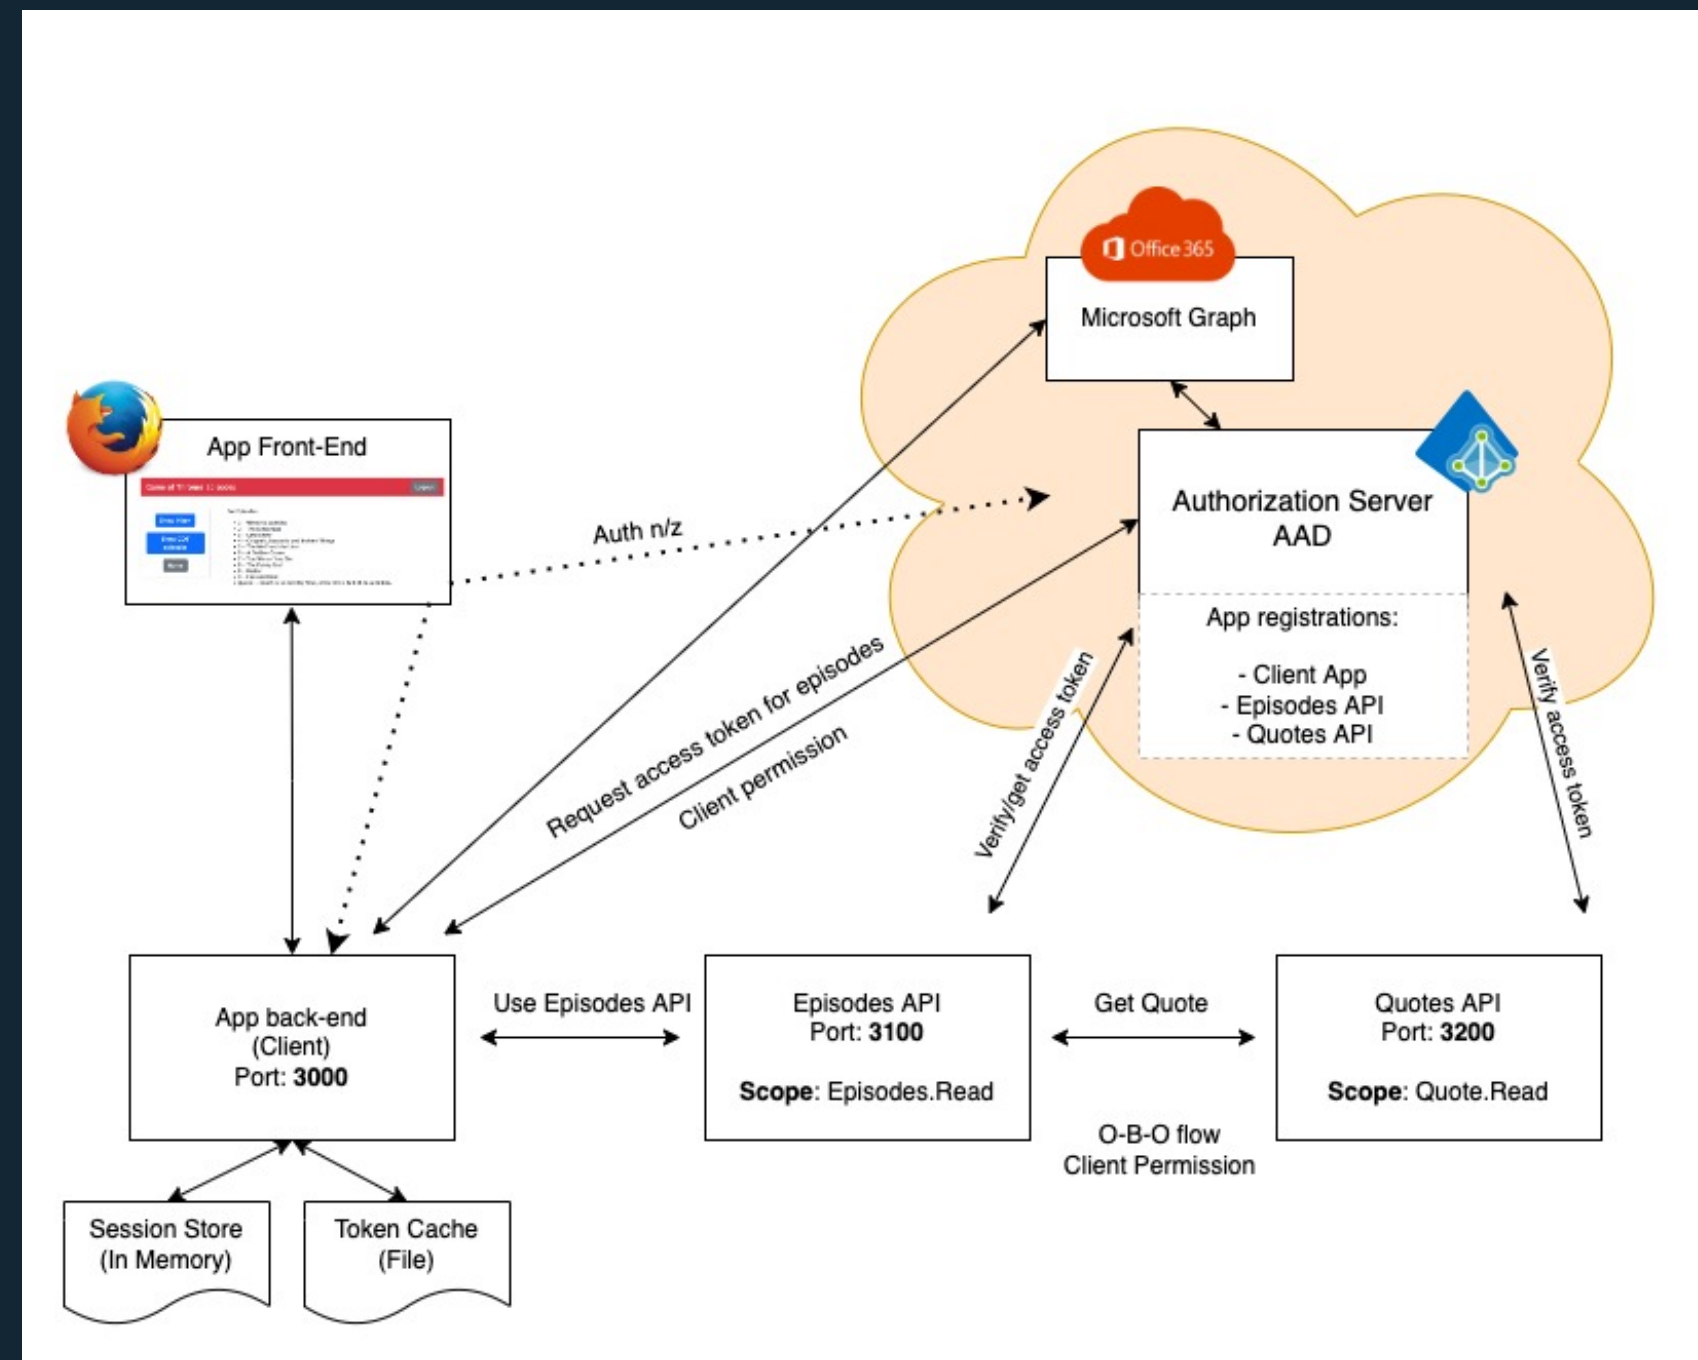 Office 365
Microsoft Graph
App Front-End
Logout
Home
Auth n/z
Authorization Server
AAD
App registrations:
- Client App
- Episodes API
- Quotes API
Request access token for episodes
Client permission
Verify/get access token
Verify access token
App back-end
(Client)
Port: 3000
Use Episodes API
Episodes API
Port: 3100
Scope: Episodes.Read
Get Quote
O-B-O flow
Client Permission
Quotes API
Port: 3200
Scope: Quote.Read
Session Store
(In Memory)
Token Cache
(File)